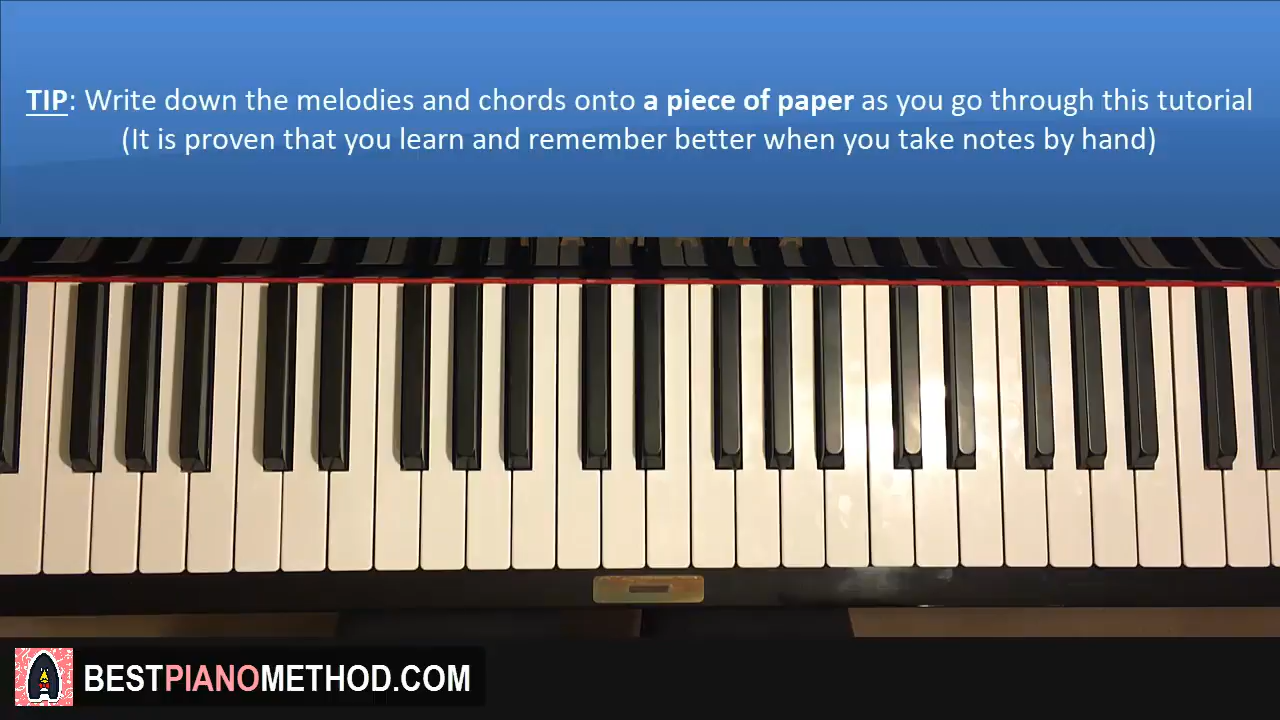 TIP: Write down the melodies and chords onto a piece of paper as you go through this tutorial
(It is proven that you learn and remember better when you take notes by hand)
BESTPIANOMETHOD.COM